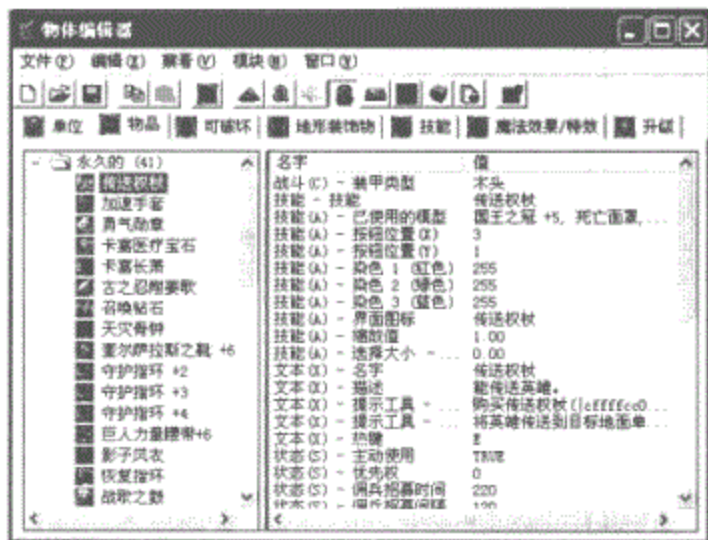 物体编辑器
文件(F) 编辑(E) 察看(V) 模块(M) 窗口(W)
单位 物品 可破坏 地形装饰物 技能 魔法效果/特效 升级
永久的 (41)
传送权杖
加速手套
勇气勋章
卡嘉医疗宝石
卡嘉长萧
古之忍耐姜歌
召唤钻石
天灾骨钟
奎尔萨拉斯之靴 +6
守护指环 +2
守护指环 +3
守护指环 +4
巨人力量腰带+6
影子风衣
恢复指环
战歌之鼓
名字 值
战斗(C) - 装甲类型 木头
技能 - 技能 传送权杖
技能(A) - 已使用的模型 国王之冠 +5, 死亡面罩,...
技能(A) - 按钮位置(X) 3
技能(A) - 按钮位置(Y) 1
技能(A) - 染色 1 (红色) 255
技能(A) - 染色 2 (绿色) 255
技能(A) - 染色 3 (蓝色) 255
技能(A) - 界面图标 传送权杖
技能(A) - 缩放值 1.00
技能(A) - 选择大小 - ... 0.00
文本(X) - 名字 传送权杖
文本(X) - 描述 能传送英雄。
文本(X) - 提示工具 - ... 购买传送权杖(|cffffcc0...
文本(X) - 提示工具 - ... 将英雄传送到目标地面单...
文本(X) - 热键 E
状态(S) - 主动使用 TRUE
状态(S) - 优先权 0
状态(S) - 佣兵招募时间 220
状态(S) - 佣兵招募间隔 120